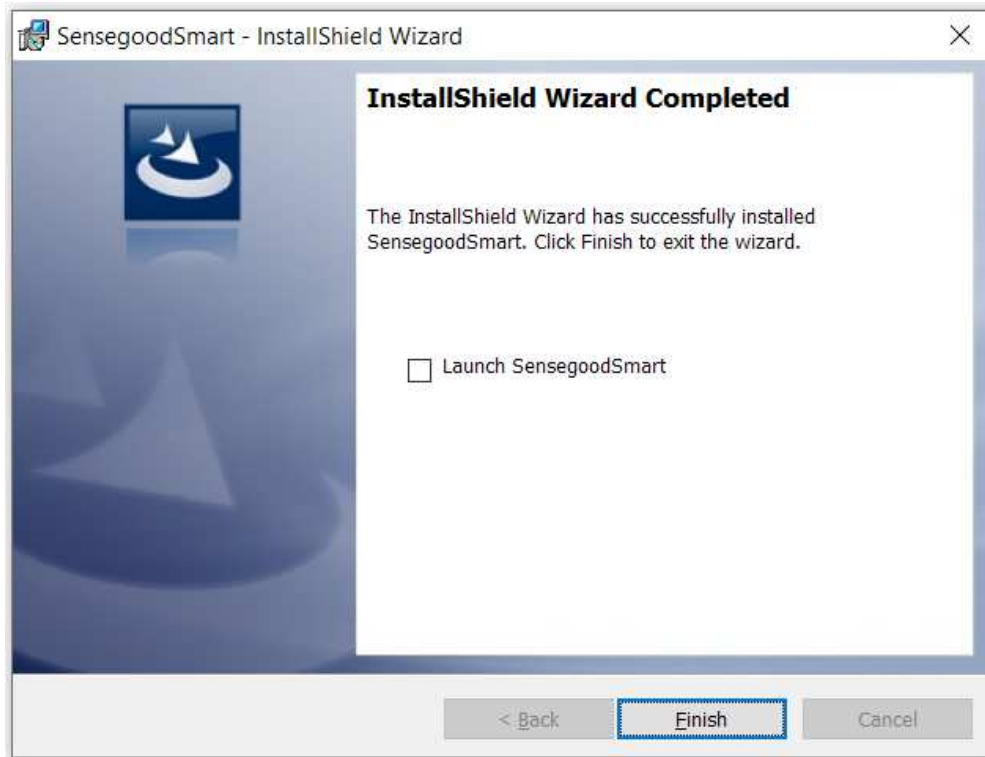 SensegoodSmart - InstallShield Wizard
InstallShield Wizard Completed
The InstallShield Wizard has successfully installed
SensegoodSmart. Click Finish to exit the wizard.
Launch SensegoodSmart
< Back
Finish
Cancel